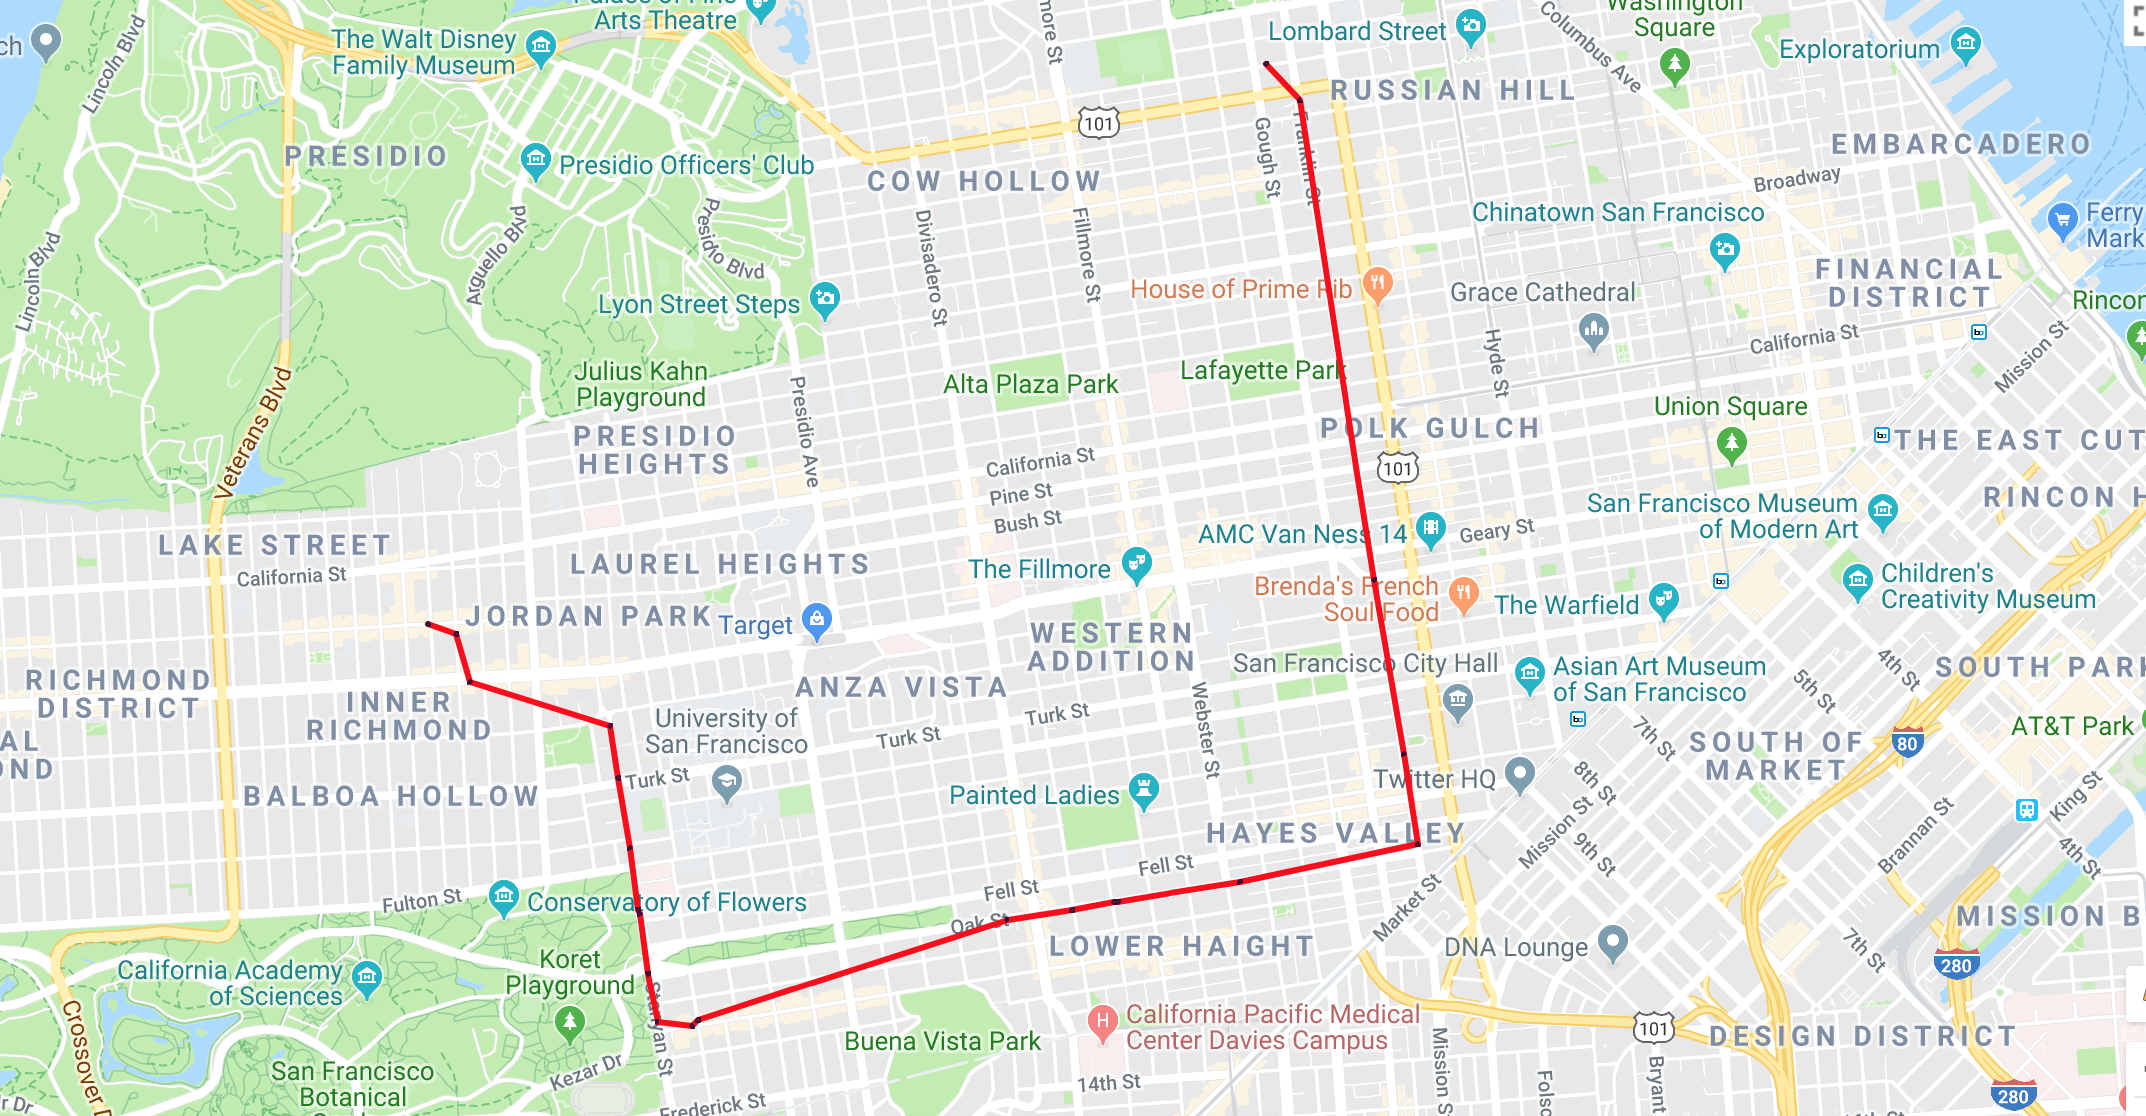 Palace of Fine
Arts Theatre
Washington
Square
Lombard Street
Columbus Ave
Exploratorium
The Walt Disney
Family Museum
Lincoln Blvd
RUSSIAN HILL
101
Gough St
Franklin St
EMBARCADERO
PRESIDIO
Presidio Officers' Club
COW HOLLOW
Broadway
Chinatown San Francisco
Ferry
Mark
Arguello Blvd
Presidio Blvd
Divisadero St
Fillmore St
Lincoln Blvd
FINANCIAL
DISTRICT
House of Prime Rib
Grace Cathedral
Lyon Street Steps
Rincon
Hyde St
California St
Mission St
Julius Kahn
Playground
Alta Plaza Park
Lafayette Park
Veterans Blvd
Presidio Ave
Union Square
POLK GULCH
PRESIDIO
HEIGHTS
THE EAST CUT
101
California St
Pine St
Bush St
RINCON H
San Francisco Museum
of Modern Art
AMC Van Ness 14
Geary St
LAKE STREET
California St
LAUREL HEIGHTS
The Fillmore
Brenda's French
Soul Food
The Warfield
Children's
Creativity Museum
JORDAN PARK
Target
WESTERN
ADDITION
San Francisco City Hall
Asian Art Museum
of San Francisco
4th St
5th St
SOUTH PARK
RICHMOND
DISTRICT
INNER
RICHMOND
ANZA VISTA
Webster St
University of
San Francisco
Turk St
Turk St
7th St
SOUTH OF
MARKET
80
AT&T Park
AL
OND
Turk St
Twitter HQ
8th St
BALBOA HOLLOW
Painted Ladies
King St
HAYES VALLEY
Mission St
9th St
Brannan St
4th St
Fell St
Fell St
Fulton St
Conservatory of Flowers
Oak St
Market St
MISSION B
LOWER HAIGHT
DNA Lounge
7th St
280
California Academy
of Sciences
Koret
Playground
Stanyan St
Crossover D
California Pacific Medical
Center Davies Campus
Buena Vista Park
101
DESIGN DISTRICT
Kezar Dr
San Francisco
Botanical
14th St
Mission S
Folso
Bryant
280
Frederick St
r Dr